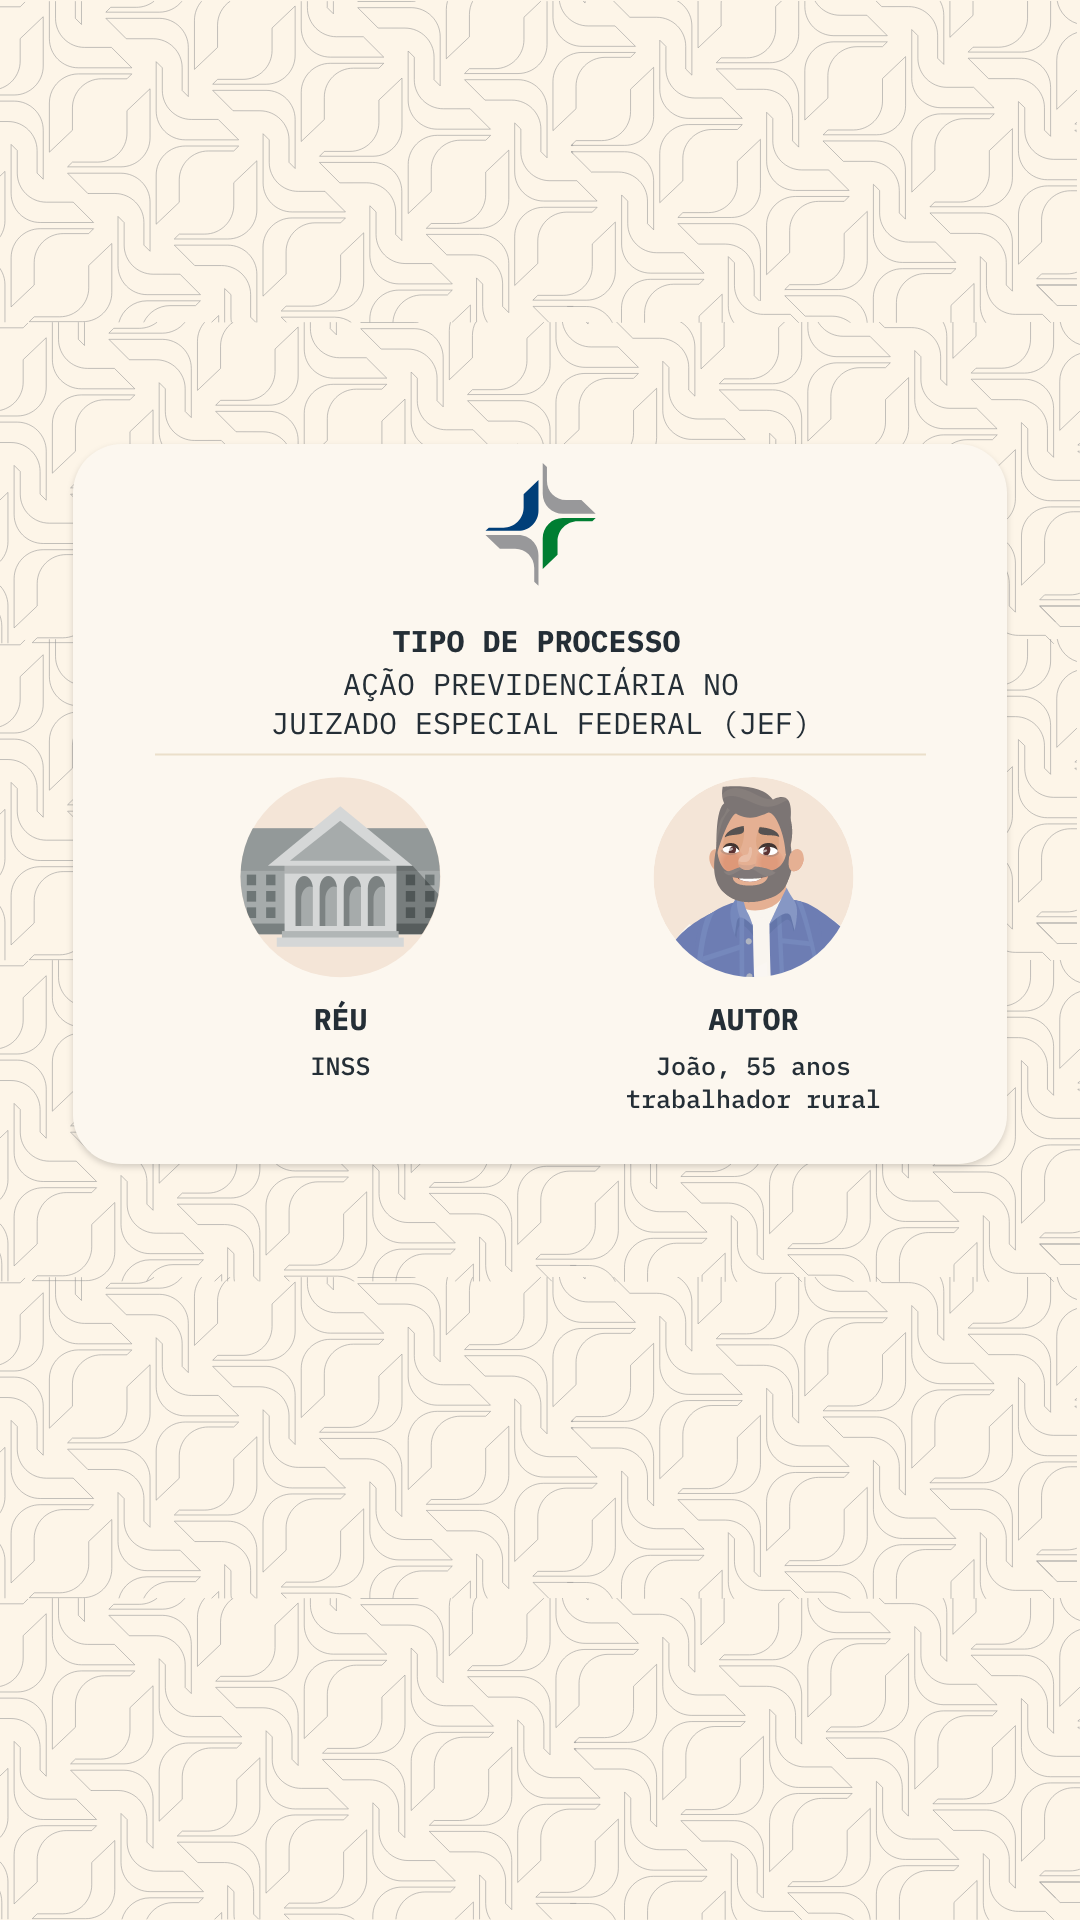 TIPO DE PROCESSO
AÇÃO PREVIDENCIÁRIA NO
JUIZADO ESPECIAL FEDERAL (JEF)
RÉU
INSS
AUTOR
João, 55 anos
trabalhador rural